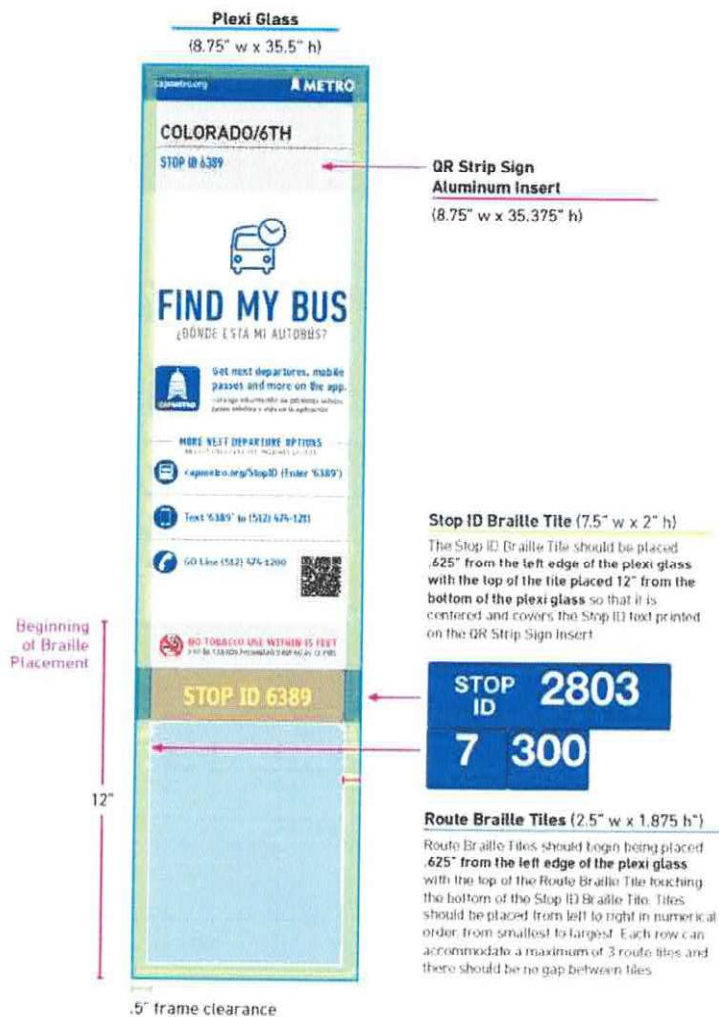 Plexi Glass
(8.75" w x 35.5" h)
capmetro.org
METRO
COLORADO/6TH
STOP ID 6389
QR Strip Sign
Aluminum Insert
(8.75" w x 35.375" h)
FIND MY BUS
¿DÓNDE ESTÁ MI AUTOBÚS?
Get next departures, mobile
passes and more on the app.
CAPMETRO
MORE NEXT DEPARTURE OPTIONS
capmetro.org/StopID (Enter '6389')
Text '6389' to (512) 474-1201
GO Line (512) 474-1200
NO TOBACCO USE WITHIN 15 FEET
STOP ID 6389
Beginning
of Braille
Placement
12"
.5" frame clearance
Stop ID Braille Tile (7.5" w x 2" h)
The Stop ID Braille Tile should be placed
.625" from the left edge of the plexi glass
with the top of the tile placed 12" from the
bottom of the plexi glass so that it is
centered and covers the Stop ID text printed
on the QR Strip Sign Insert
STOP ID 2803
7 300
Route Braille Tiles (2.5" w x 1.875 h")
Route Braille Tiles should begin being placed
.625" from the left edge of the plexi glass
with the top of the Route Braille Tile touching
the bottom of the Stop ID Braille Tile. Tiles
should be placed from left to right in numerical
order, from smallest to largest. Each row can
accommodate a maximum of 3 route tiles and
there should be no gap between tiles